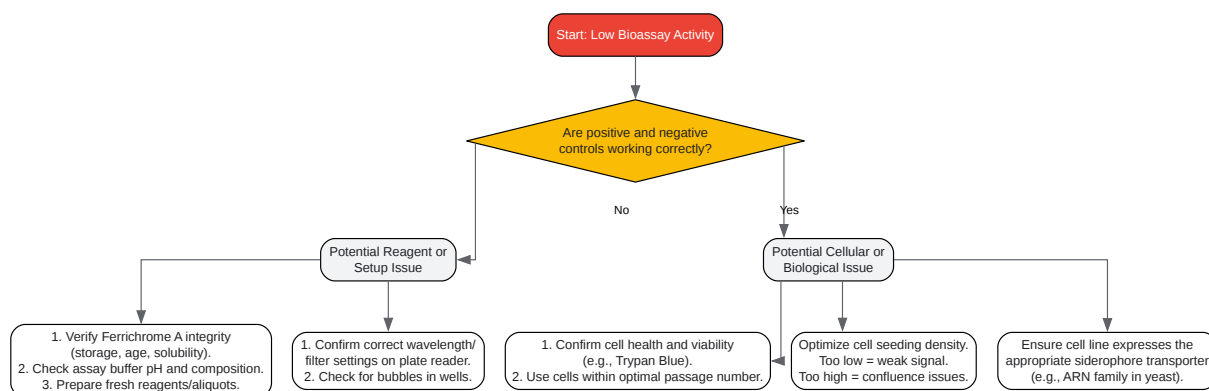 Start: Low Bioassay Activity
Are positive and negative
controls working correctly?
No
Yes
Potential Reagent or
Setup Issue
Potential Cellular or
Biological Issue
1. Verify Ferrichrome A integrity
(storage, age, solubility).
2. Check assay buffer pH and composition.
3. Prepare fresh reagents/aliquots.
1. Confirm correct wavelength/
filter settings on plate reader.
2. Check for bubbles in wells.
1. Confirm cell health and viability
(e.g., Trypan Blue).
2. Use cells within optimal passage number.
Optimize cell seeding density.
Too low = weak signal.
Too high = confluence issues.
Ensure cell line expresses the
appropriate siderophore transporter
(e.g., ARN family in yeast).